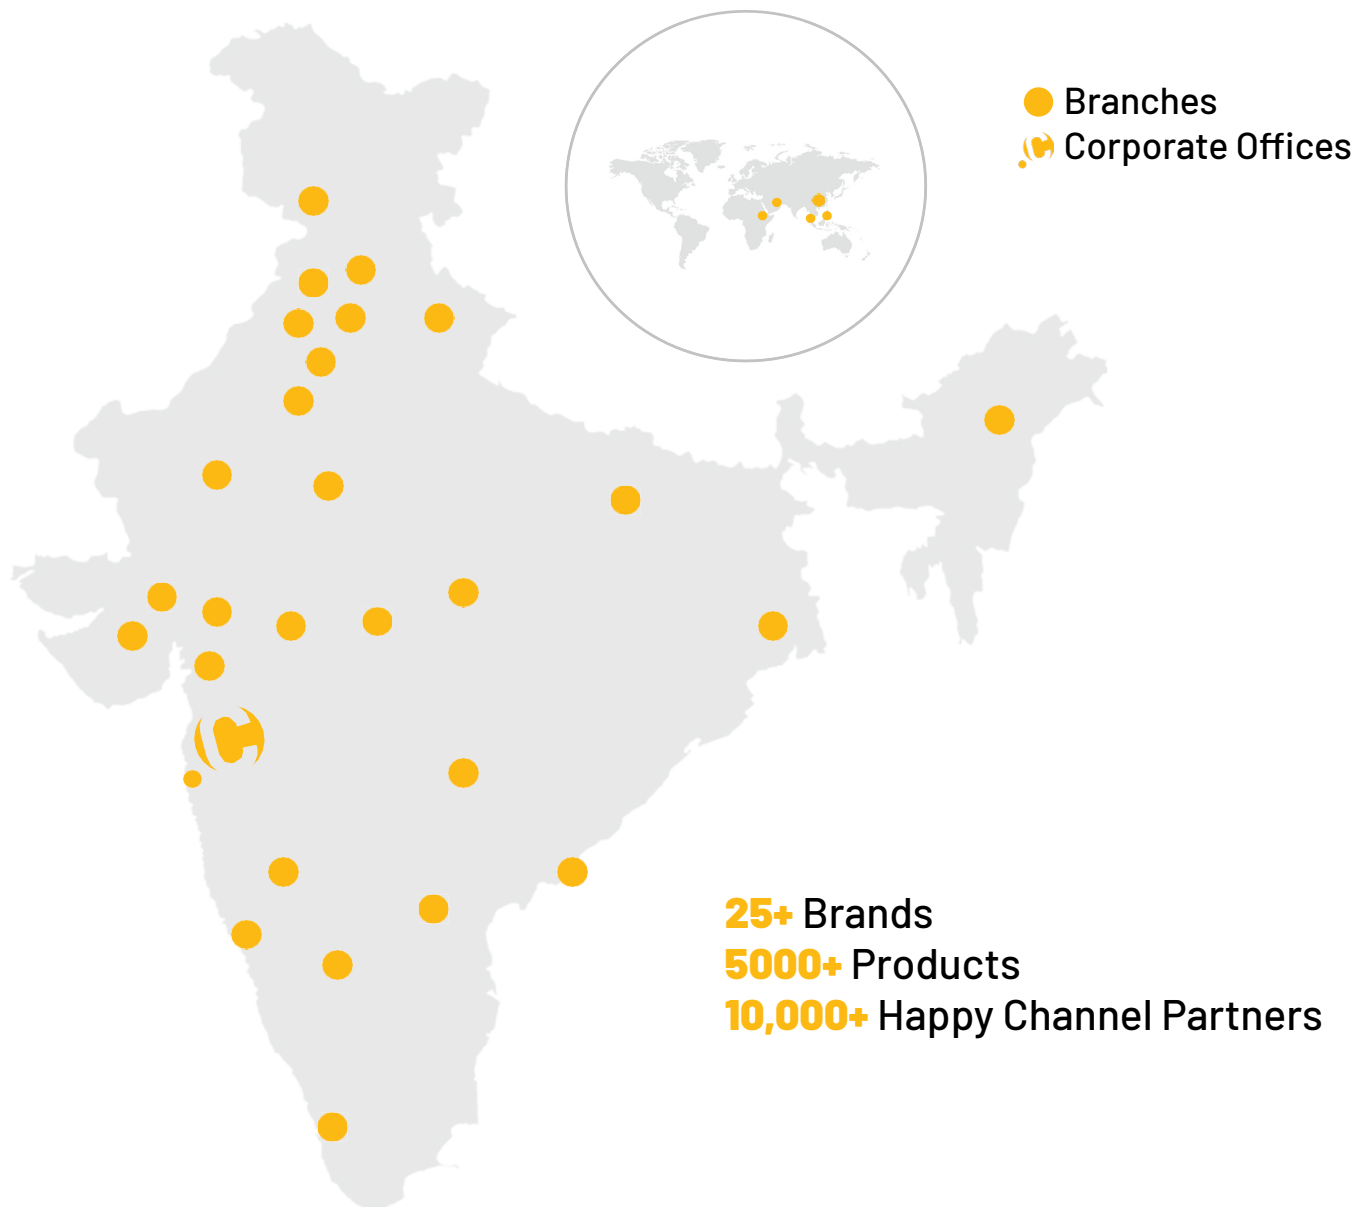 Branches
Corporate Offices
25+ Brands
5000+ Products
10,000+ Happy Channel Partners